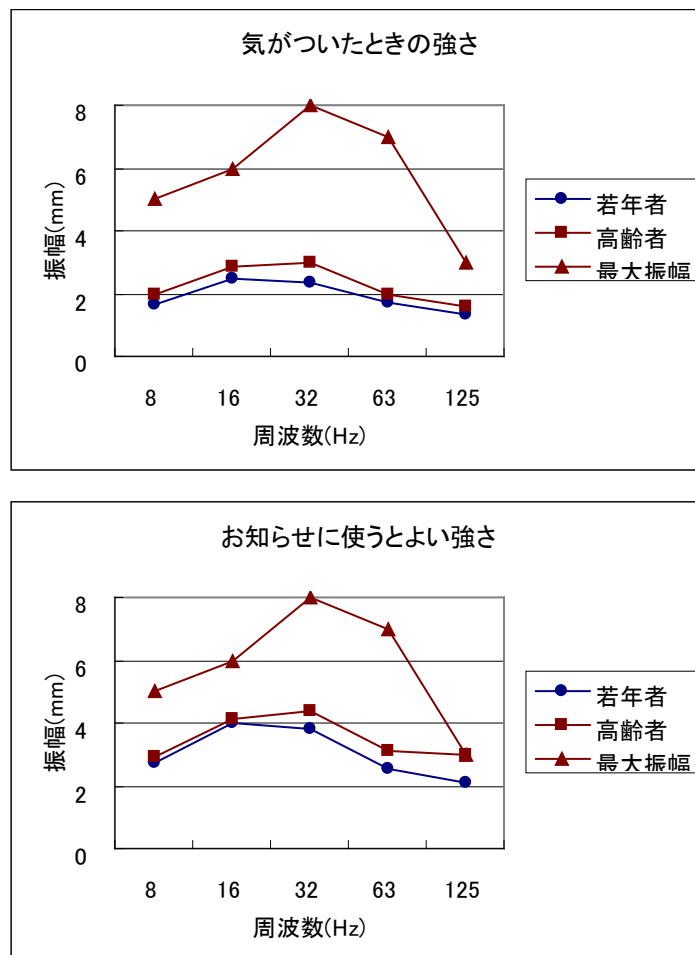 気がついたときの強さ
8
6
4
2
0
振幅(mm)
8 16 32 63 125
周波数(Hz)
若年者
高齢者
最大振幅
お知らせに使うとよい強さ
8
6
4
2
0
振幅(mm)
8 16 32 63 125
周波数(Hz)
若年者
高齢者
最大振幅